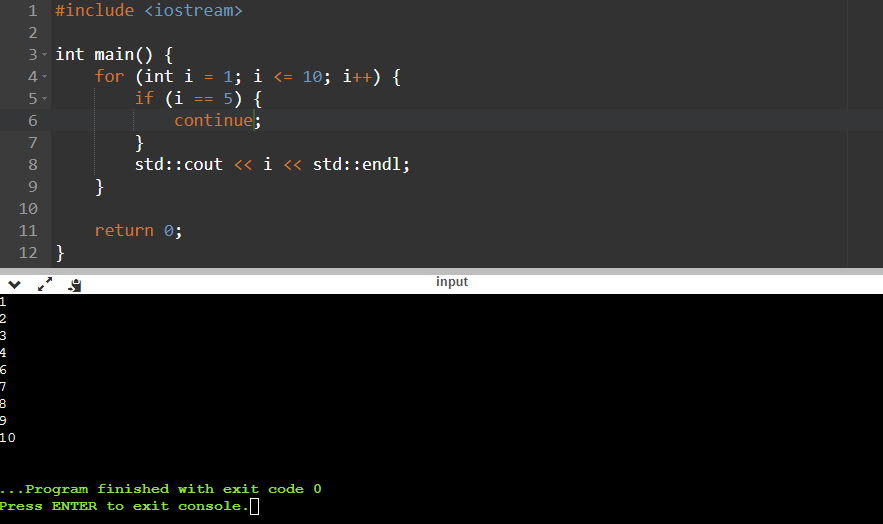 1 #include <iostream>
2
3 int main() {
4     for (int i = 1; i <= 10; i++) {
5         if (i == 5) {
6             continue;
7         }
8         std::cout << i << std::endl;
9     }
10
11     return 0;
12 }
input
1
2
3
4
6
7
8
9
10
...Program finished with exit code 0
Press ENTER to exit console.